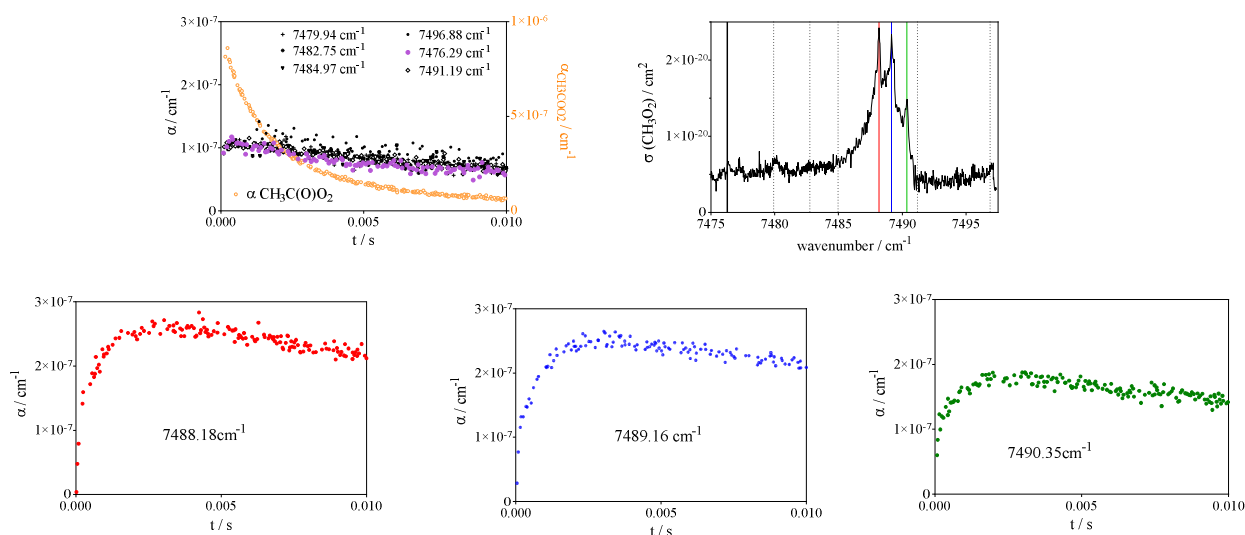 3×10⁻⁷
2×10⁻⁷
1×10⁻⁷
0
α / cm⁻¹
7479.94 cm⁻¹
7482.75 cm⁻¹
7484.97 cm⁻¹
7496.88 cm⁻¹
7476.29 cm⁻¹
7491.19 cm⁻¹
α CH₃C(O)O₂
1×10⁻⁶
5×10⁻⁷
0
α_CH3COO2 / cm⁻¹
0.000
0.005
0.010
t / s
2×10⁻²⁰
1×10⁻²⁰
0
σ (CH₃O₂) / cm²
7475
7480
7485
7490
7495
wavenumber / cm⁻¹
3×10⁻⁷
2×10⁻⁷
1×10⁻⁷
0
α / cm⁻¹
7488.18cm⁻¹
0.000
0.005
0.010
t / s
3×10⁻⁷
2×10⁻⁷
1×10⁻⁷
0
α / cm⁻¹
7489.16 cm⁻¹
0.000
0.005
0.010
t / s
3×10⁻⁷
2×10⁻⁷
1×10⁻⁷
0
α / cm⁻¹
7490.35cm⁻¹
0.000
0.005
0.010
t / s